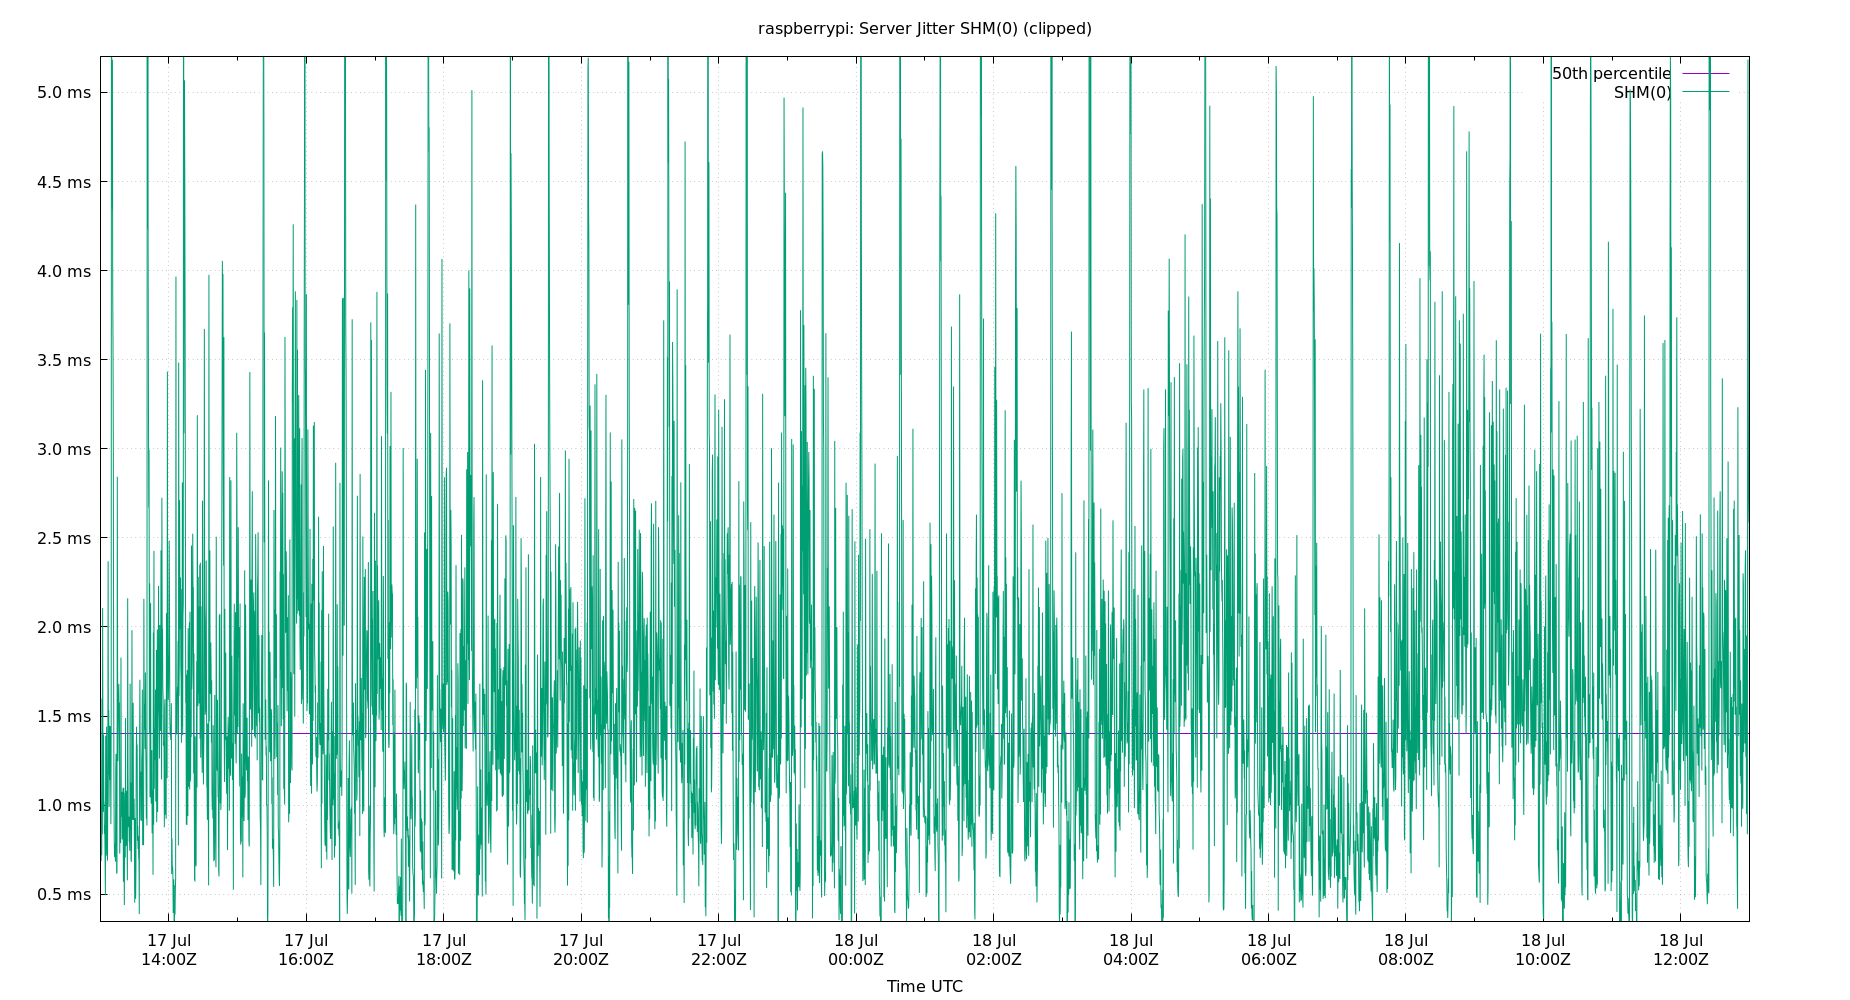 raspberrypi: Server Jitter SHM(0) (clipped)
50th percentile
SHM(0)
5.0 ms
4.5 ms
4.0 ms
3.5 ms
3.0 ms
2.5 ms
2.0 ms
1.5 ms
1.0 ms
0.5 ms
17 Jul 17 Jul 17 Jul 17 Jul 17 Jul 18 Jul 18 Jul 18 Jul 18 Jul 18 Jul 18 Jul 18 Jul
14:00Z 16:00Z 18:00Z 20:00Z 22:00Z 00:00Z 02:00Z 04:00Z 06:00Z 08:00Z 10:00Z 12:00Z
Time UTC